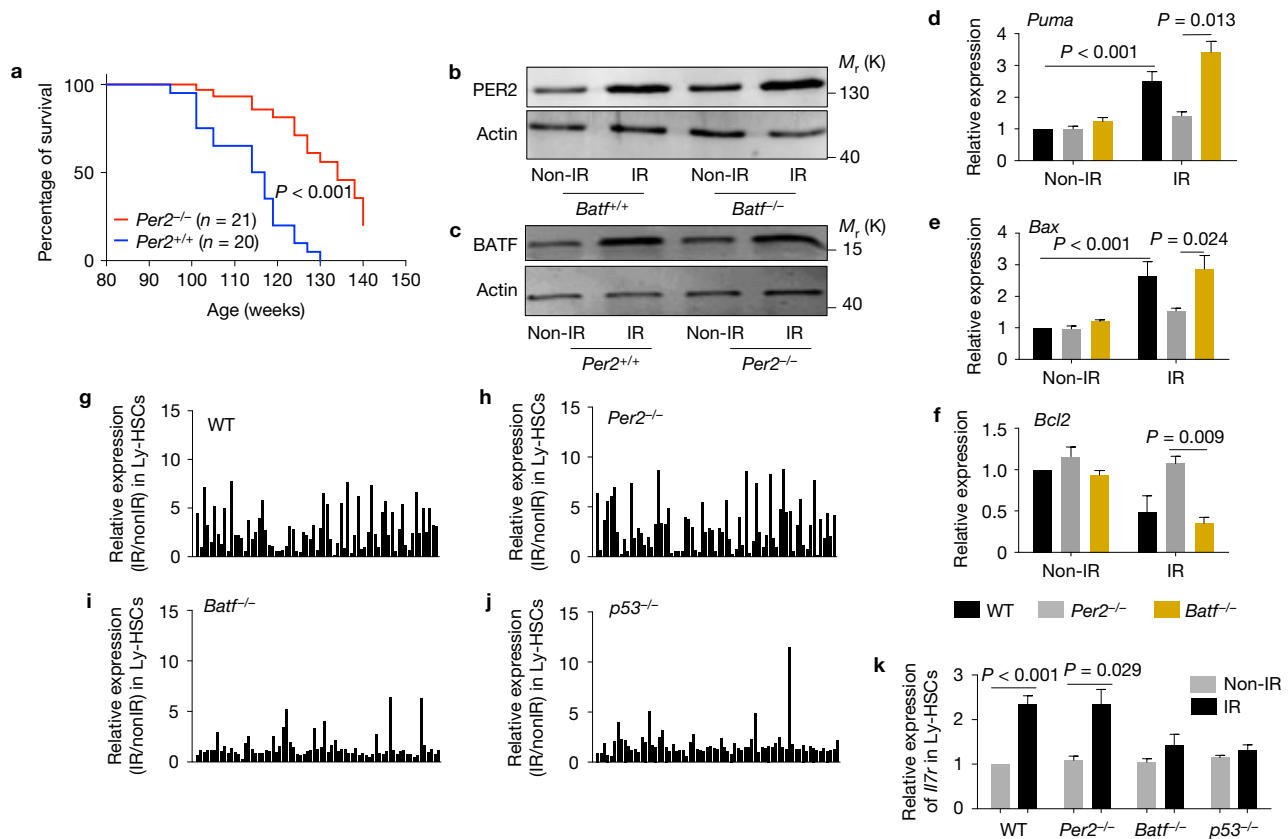 a
Percentage of survival
100
50
0
80 90 100 110 120 130 140 150
Age (weeks)
P < 0.001
Per2–/– (n = 21)
Per2+/+ (n = 20)
b
PER2
Actin
Mr (K)
130
40
Non-IR IR Non-IR IR
Batf+/+ Batf–/–
c
BATF
Actin
Mr (K)
15
40
Non-IR IR Non-IR IR
Per2+/+ Per2–/–
d
Puma
Relative expression
4
3
2
1
0
P < 0.001
P = 0.013
Non-IR IR
e
Bax
Relative expression
4
3
2
1
0
P < 0.001
P = 0.024
Non-IR IR
f
Bcl2
Relative expression
1.5
1.0
0.5
0
P = 0.009
Non-IR IR
WT Per2–/– Batf–/–
g
WT
Relative expression
(IR/nonIR) in Ly-HSCs
15
10
5
0
h
Per2–/–
Relative expression
(IR/nonIR) in Ly-HSCs
15
10
5
0
i
Batf–/–
Relative expression
(IR/nonIR) in Ly-HSCs
15
10
5
0
j
p53–/–
Relative expression
(IR/nonIR) in Ly-HSCs
15
10
5
0
k
Relative expression
of Il7r in Ly-HSCs
3
2
1
0
P < 0.001
P = 0.029
Non-IR
IR
WT Per2–/– Batf–/– p53–/–